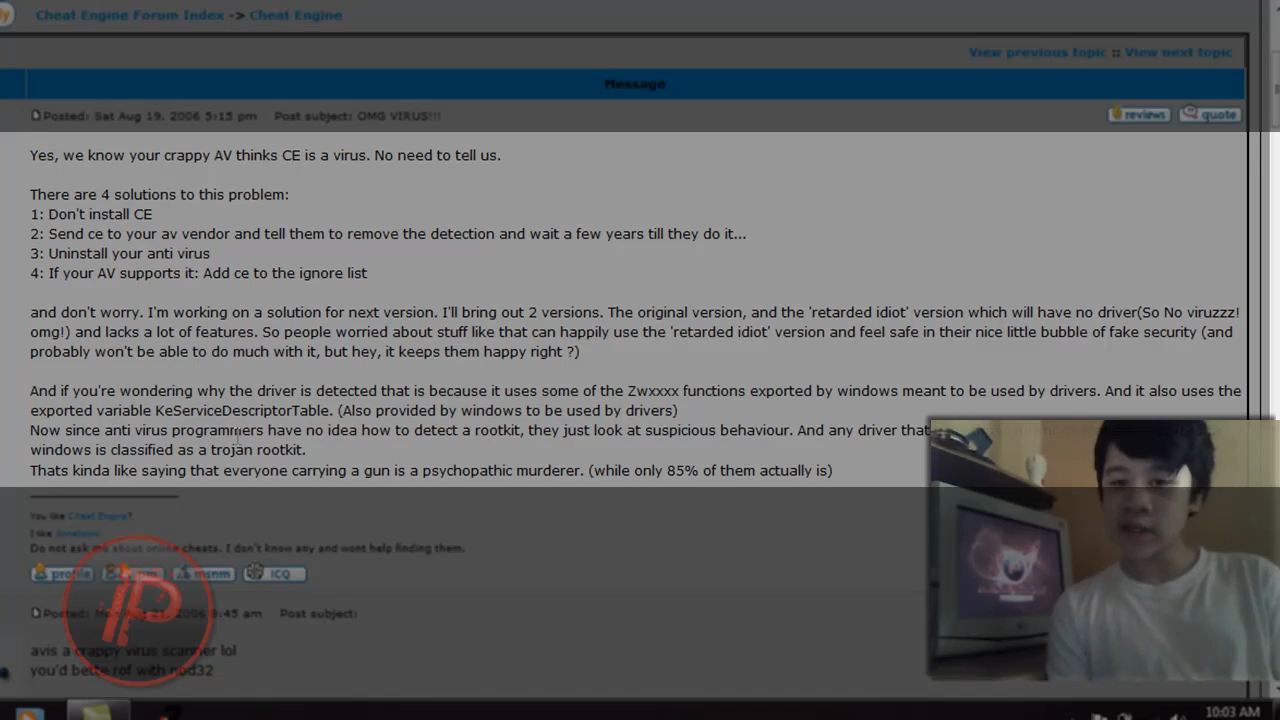 Cheat Engine Forum Index -> Cheat Engine
View previous topic :: View next topic
Message
Posted: Sat Aug 19, 2006 5:15 pm Post subject: OMG VIRUS!!!
reviews quote
Yes, we know your crappy AV thinks CE is a virus. No need to tell us.
There are 4 solutions to this problem:
1: Don't install CE
2: Send ce to your av vendor and tell them to remove the detection and wait a few years till they do it...
3: Uninstall your anti virus
4: If your AV supports it: Add ce to the ignore list
and don't worry. I'm working on a solution for next version. I'll bring out 2 versions. The original version, and the 'retarded idiot' version which will have no driver(So No viruzzz!
omg!) and lacks a lot of features. So people worried about stuff like that can happily use the 'retarded idiot' version and feel safe in their nice little bubble of fake security (and
probably won't be able to do much with it, but hey, it keeps them happy right ?)
And if you're wondering why the driver is detected that is because it uses some of the Zwxxxx functions exported by windows meant to be used by drivers. And it also uses the
exported variable KeServiceDescriptorTable. (Also provided by windows to be used by drivers)
Now since anti virus programmers have no idea how to detect a rootkit, they just look at suspicious behaviour. And any driver that
windows is classified as a trojan rootkit.
Thats kinda like saying that everyone carrying a gun is a psychopathic murderer. (while only 85% of them actually is)
You like Cheat Engine?
I like donations!
Do not ask me about online cheats. I don't know any and wont help finding them.
profile msnm ICQ
Posted: 2006 9:45 am Post subject:
avis a crappy virus scanner lol
you'd bette rof with nod32
10:03 AM